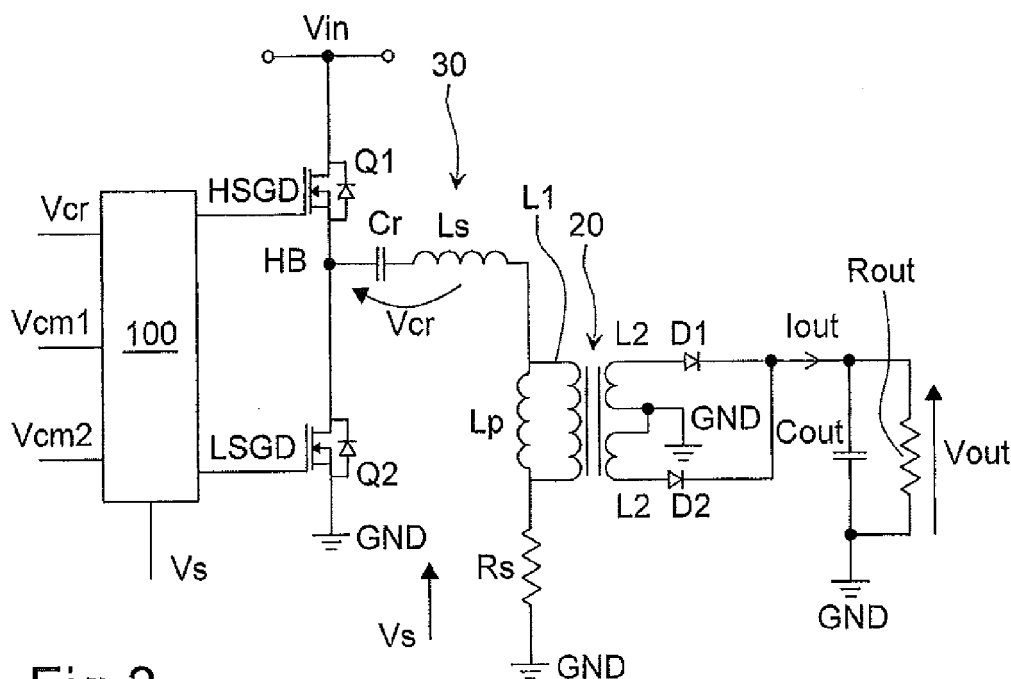 Vin
30
Q1
HSGD
Vcr
Cr
Ls
L1
20
HB
Rout
Vcr
L2
D1
Iout
Vcm1
100
Lp
GND
Cout
Vout
Vcm2
LSGD
Q2
L2
D2
GND
Vs
Rs
Vs
GND
GND